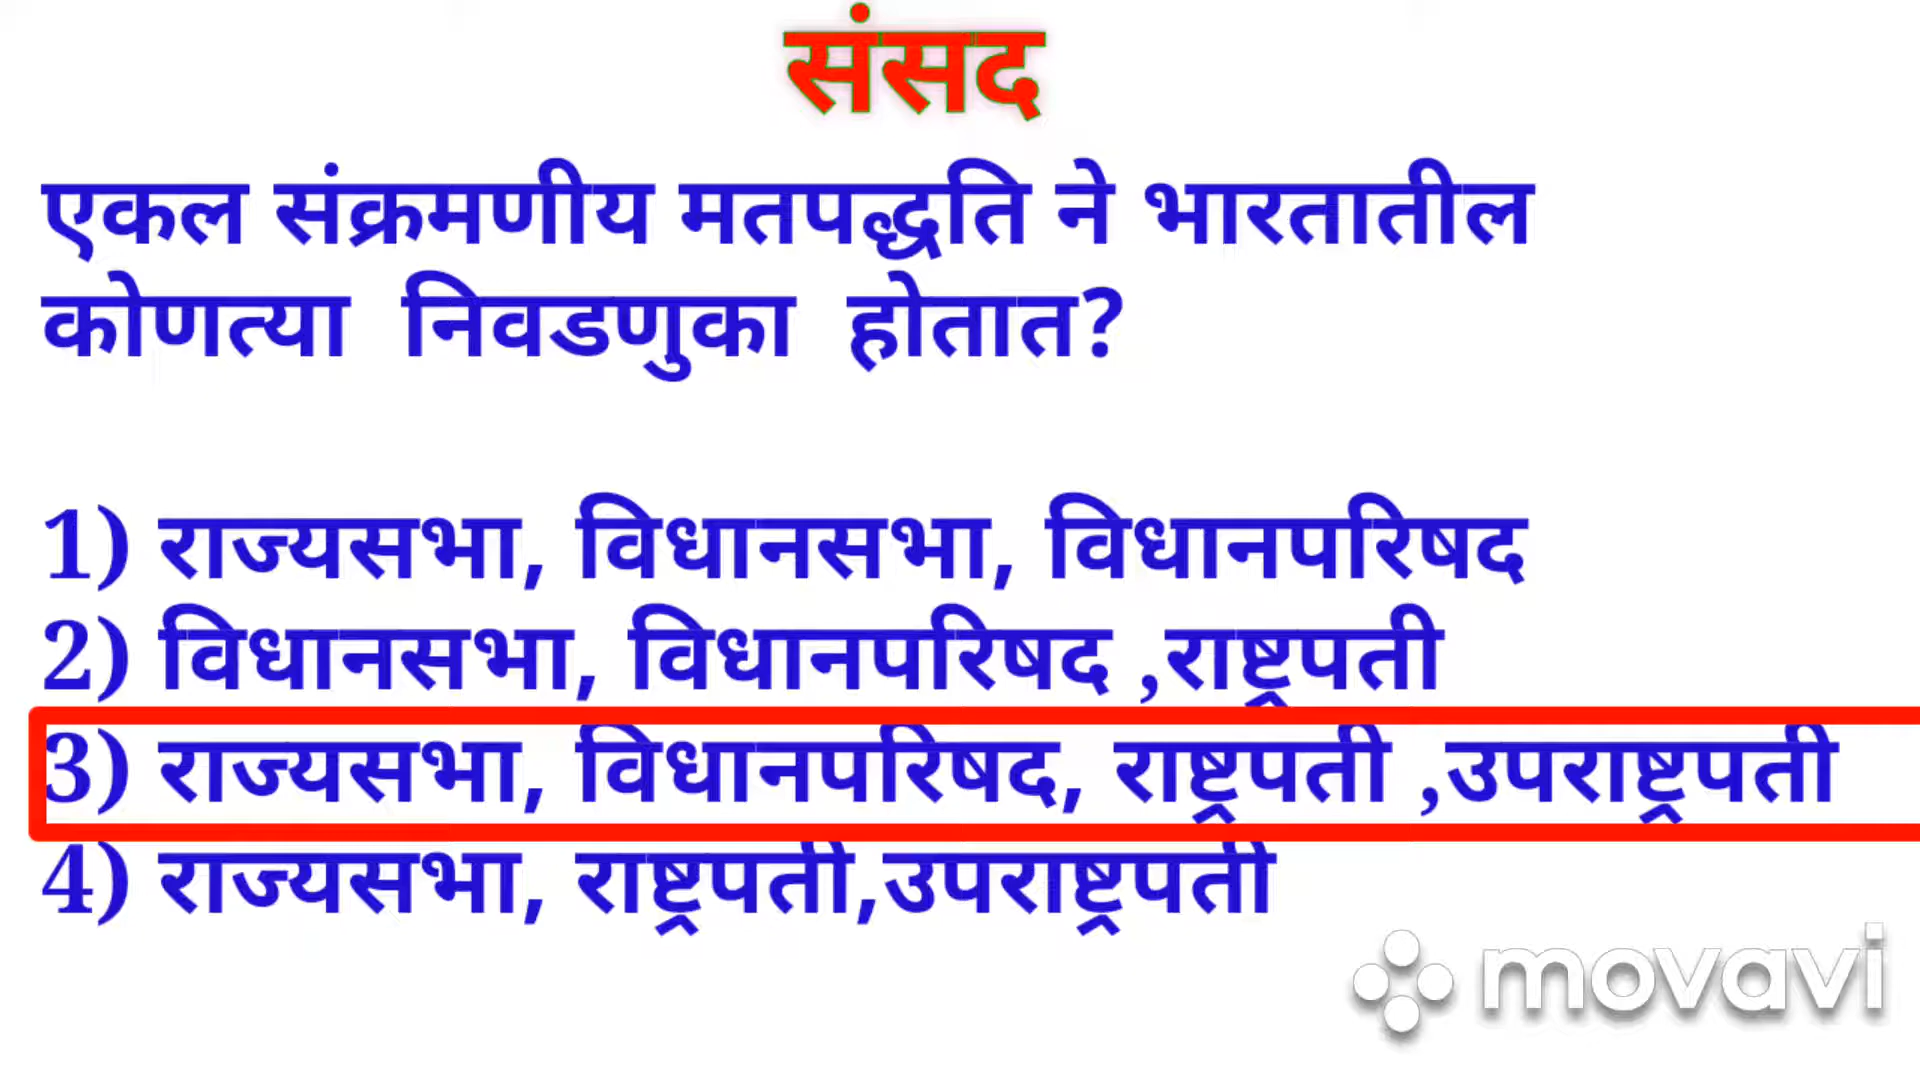 संसद
एकल संक्रमणीय मतपद्धति ने भारतातील
कोणत्या निवडणुका होतात?
1) राज्यसभा, विधानसभा, विधानपरिषद
2) विधानसभा, विधानपरिषद ,राष्ट्रपती
3) राज्यसभा, विधानपरिषद, राष्ट्रपती ,उपराष्ट्रपती
4) राज्यसभा, राष्ट्रपती,उपराष्ट्रपती
movavi